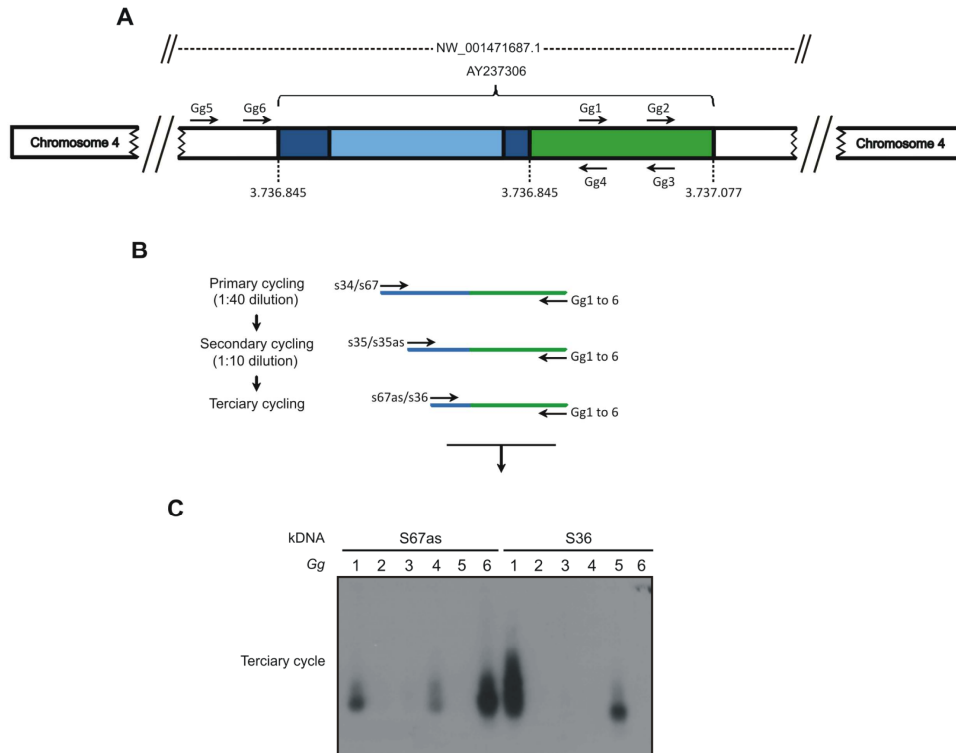 A
NW_001471687.1
AY237306
Gg5 Gg6 Gg1 Gg2
Chromosome 4 Chromosome 4
Gg4 Gg3
3.736.845 3.736.845 3.737.077
B
Primary cycling
(1:40 dilution)
s34/s67
Gg1 to 6
Secondary cycling
(1:10 dilution)
s35/s35as
Gg1 to 6
Terciary cycling
s67as/s36
Gg1 to 6
C
kDNA S67as S36
Gg 1 2 3 4 5 6 1 2 3 4 5 6
Terciary cycle